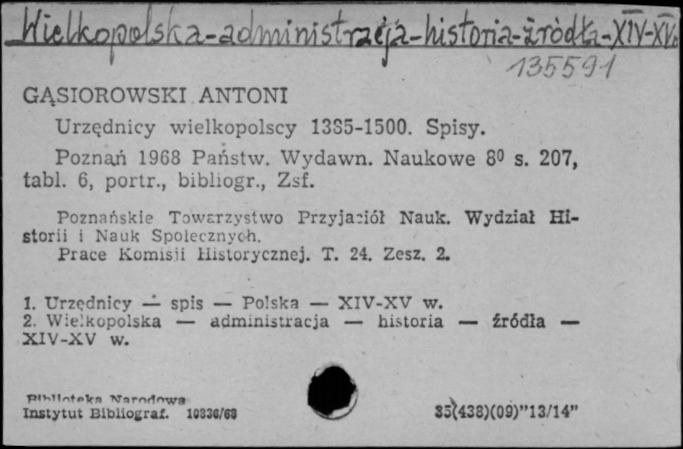 Wielkopolska-administracja-historia-źródła-XIV-XV w.
135591
GĄSIOROWSKI ANTONI
Urzędnicy wielkopolscy 1385-1500. Spisy.
Poznań 1968 Państw. Wydawn. Naukowe 8⁰ s. 207,
tabl. 6, portr., bibliogr., Zsf.
Poznańskie Towarzystwo Przyjaciół Nauk. Wydział Hi-
storii i Nauk Społecznych.
Prace Komisji Historycznej. T. 24. Zesz. 2.
1. Urzędnicy — spis — Polska — XIV-XV w.
2. Wielkopolska — administracja — historia — źródła —
XIV-XV w.
Biblioteka Narodowa
Instytut Bibliograf. 10836/68
35(438)(09)"13/14"